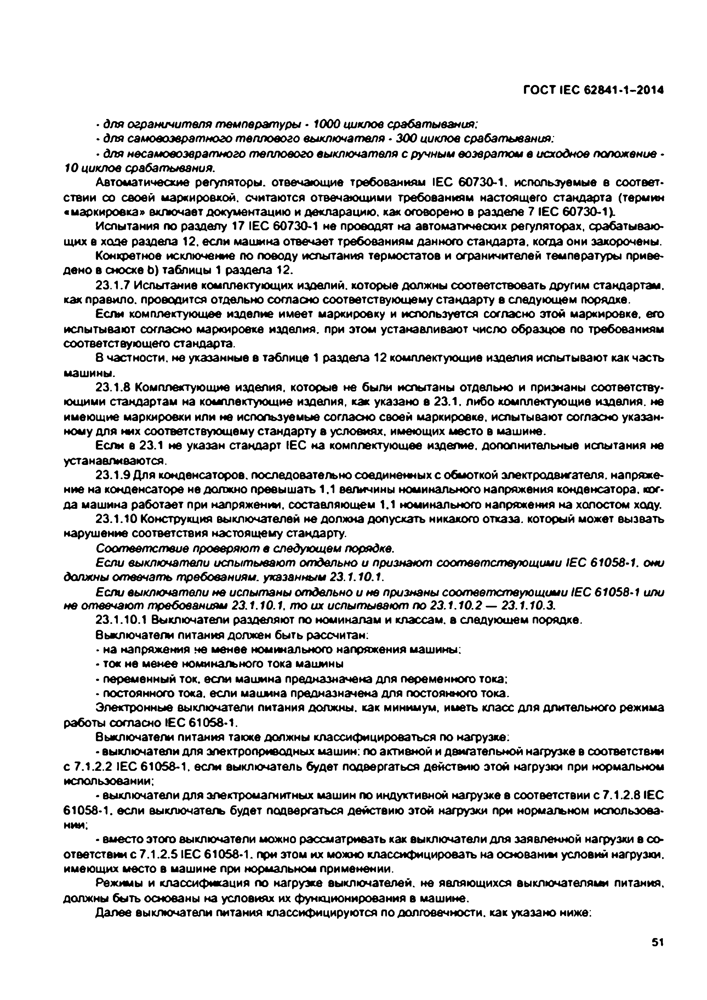 ГОСТ IEC 62841-1–2014
- для ограничителя температуры - 1000 циклов срабатывания;
- для самовозвратного теплового выключателя - 300 циклов срабатывания:
- для несамовозвратного теплового выключателя с ручным возвратом в исходное положение -
10 циклов срабатывания.
Автоматические регуляторы, отвечающие требованиям IEC 60730-1, используемые в соответ-
ствии со своей маркировкой, считаются отвечающими требованиям настоящего стандарта (термин
«маркировка» включает документацию и декларацию, как оговорено в разделе 7 IEC 60730-1).
Испытания по разделу 17 IEC 60730-1 не проводят на автоматических регуляторах, срабатываю-
щих в ходе раздела 12, если машина отвечает требованиям данного стандарта, когда они закорочены.
Конкретное исключение по поводу испытания термостатов и ограничителей температуры приве-
дено в сноске b) таблицы 1 раздела 12.
23.1.7 Испытание комплектующих изделий, которые должны соответствовать другим стандартам,
как правило, проводится отдельно согласно соответствующему стандарту в следующем порядке.
Если комплектующее изделие имеет маркировку и используется согласно этой маркировке, его
испытывают согласно маркировке изделия, при этом устанавливают число образцов по требованиям
соответствующего стандарта.
В частности, не указанные в таблице 1 раздела 12 комплектующие изделия испытывают как часть
машины.
23.1.8 Комплектующие изделия, которые не были испытаны отдельно и признаны соответству-
ющими стандартам на комплектующие изделия, как указано в 23.1, либо комплектующие изделия, не
имеющие маркировки или не используемые согласно своей маркировке, испытывают согласно указан-
ному для них соответствующему стандарту в условиях, имеющих место в машине.
Если в 23.1 не указан стандарт IEC на комплектующее изделие, дополнительные испытания не
устанавливаются.
23.1.9 Для конденсаторов, последовательно соединенных с обмоткой электродвигателя, напряже-
ние на конденсаторе не должно превышать 1,1 величины номинального напряжения конденсатора, ког-
да машина работает при напряжении, составляющем 1,1 номинального напряжения на холостом ходу.
23.1.10 Конструкция выключателей не должна допускать никакого отказа, который может вызвать
нарушение соответствия настоящему стандарту.
Соответствие проверяют в следующем порядке.
Если выключатели испытывают отдельно и признают соответствующими IEC 61058-1, они
должны отвечать требованиям, указанным 23.1.10.1.
Если выключатели не испытаны отдельно и не признаны соответствующими IEC 61058-1 или
не отвечают требованиям 23.1.10.1, то их испытывают по 23.1.10.2 — 23.1.10.3.
23.1.10.1 Выключатели разделяют по номиналам и классам, в следующем порядке.
Выключатели питания должен быть рассчитан:
- на напряжения не менее номинального напряжения машины;
- ток не менее номинального тока машины
- переменный ток, если машина предназначена для переменного тока;
- постоянного тока, если машина предназначена для постоянного тока.
Электронные выключатели питания должны, как минимум, иметь класс для длительного режима
работы согласно IEC 61058-1.
Выключатели питания также должны классифицироваться по нагрузке:
- выключатели для электроприводных машин: по активной и двигательной нагрузке в соответствии
с 7.1.2.2 IEC 61058-1, если выключатель будет подвергаться действию этой нагрузки при нормальном
использовании;
- выключатели для электромагнитных машин по индуктивной нагрузке в соответствии с 7.1.2.8 IEC
61058-1, если выключатель будет подвергаться действию этой нагрузки при нормальном использова-
нии;
- вместо этого выключатели можно рассматривать как выключатели для заявленной нагрузки в со-
ответствии с 7.1.2.5 IEC 61058-1, при этом их можно классифицировать на основании условий нагрузки,
имеющих место в машине при нормальном применении.
Режимы и классификация по нагрузке выключателей, не являющихся выключателями питания,
должны быть основаны на условиях их функционирования в машине.
Далее выключатели питания классифицируются по долговечности, как указано ниже:
51